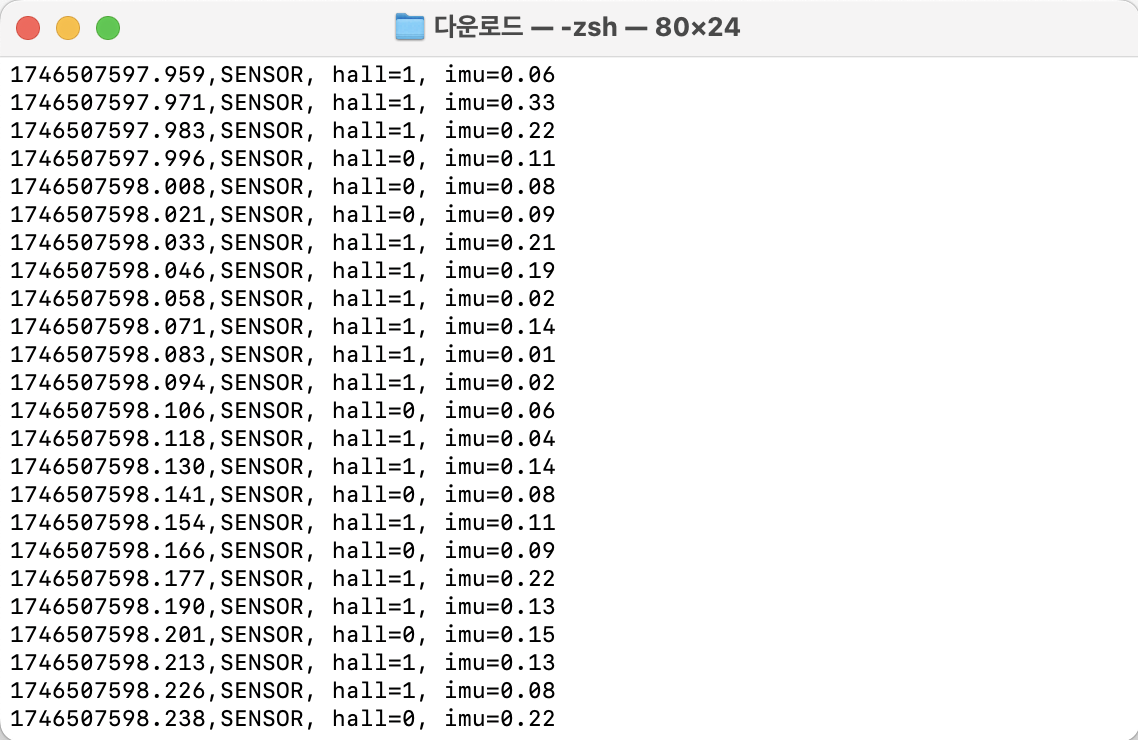 다운로드 — -zsh — 80×24
1746507597.959,SENSOR, hall=1, imu=0.06
1746507597.971,SENSOR, hall=1, imu=0.33
1746507597.983,SENSOR, hall=1, imu=0.22
1746507597.996,SENSOR, hall=0, imu=0.11
1746507598.008,SENSOR, hall=0, imu=0.08
1746507598.021,SENSOR, hall=0, imu=0.09
1746507598.033,SENSOR, hall=1, imu=0.21
1746507598.046,SENSOR, hall=1, imu=0.19
1746507598.058,SENSOR, hall=1, imu=0.02
1746507598.071,SENSOR, hall=1, imu=0.14
1746507598.083,SENSOR, hall=1, imu=0.01
1746507598.094,SENSOR, hall=1, imu=0.02
1746507598.106,SENSOR, hall=0, imu=0.06
1746507598.118,SENSOR, hall=1, imu=0.04
1746507598.130,SENSOR, hall=1, imu=0.14
1746507598.141,SENSOR, hall=0, imu=0.08
1746507598.154,SENSOR, hall=1, imu=0.11
1746507598.166,SENSOR, hall=0, imu=0.09
1746507598.177,SENSOR, hall=1, imu=0.22
1746507598.190,SENSOR, hall=1, imu=0.13
1746507598.201,SENSOR, hall=0, imu=0.15
1746507598.213,SENSOR, hall=1, imu=0.13
1746507598.226,SENSOR, hall=1, imu=0.08
1746507598.238,SENSOR, hall=0, imu=0.22